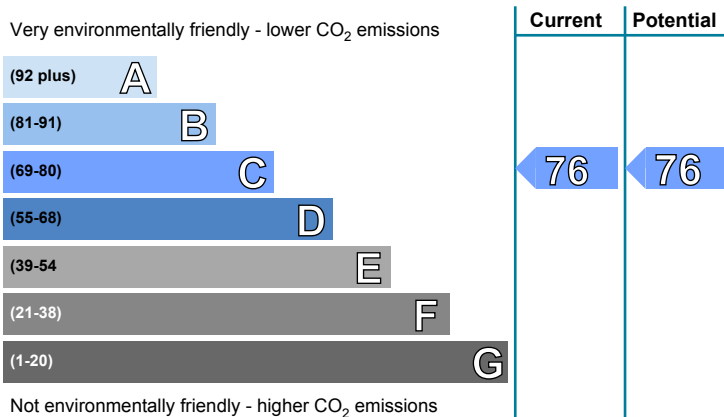 Very environmentally friendly - lower CO2 emissions
Current
Potential
(92 plus) A
(81-91) B
(69-80) C
76
76
(55-68) D
(39-54 E
(21-38) F
(1-20) G
Not environmentally friendly - higher CO2 emissions